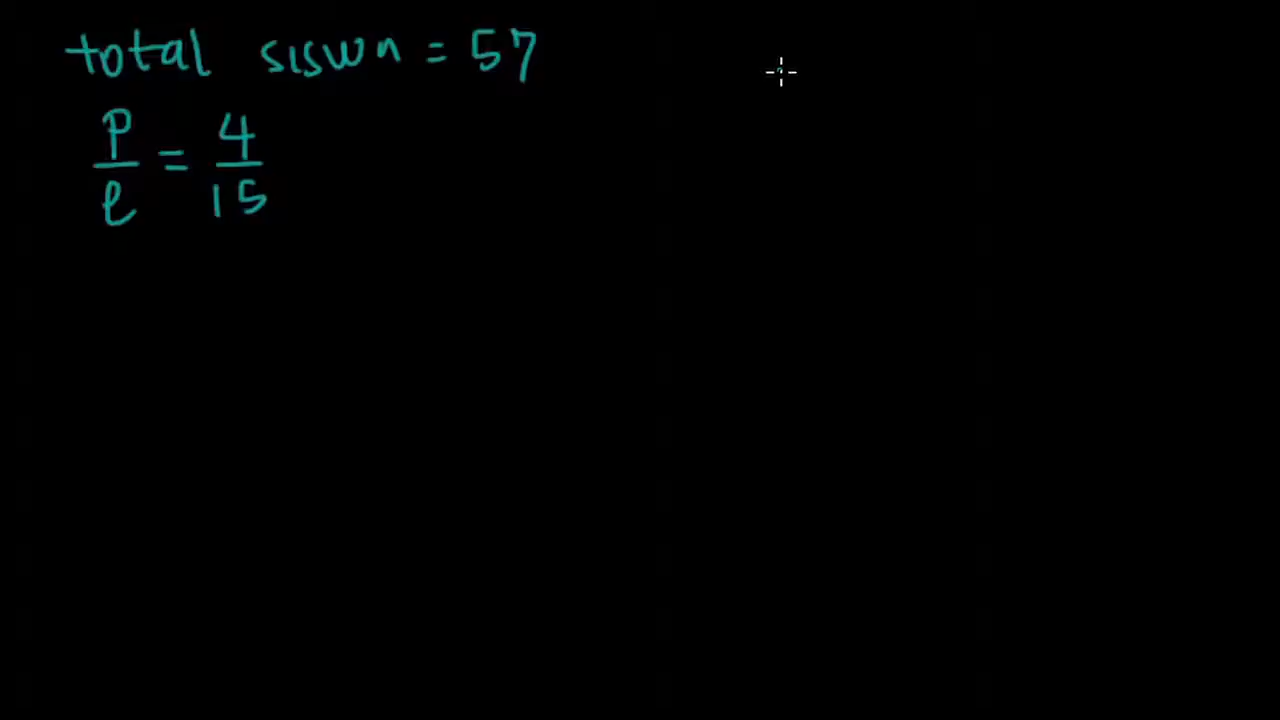 total siswa = 57
P/l = 4/15